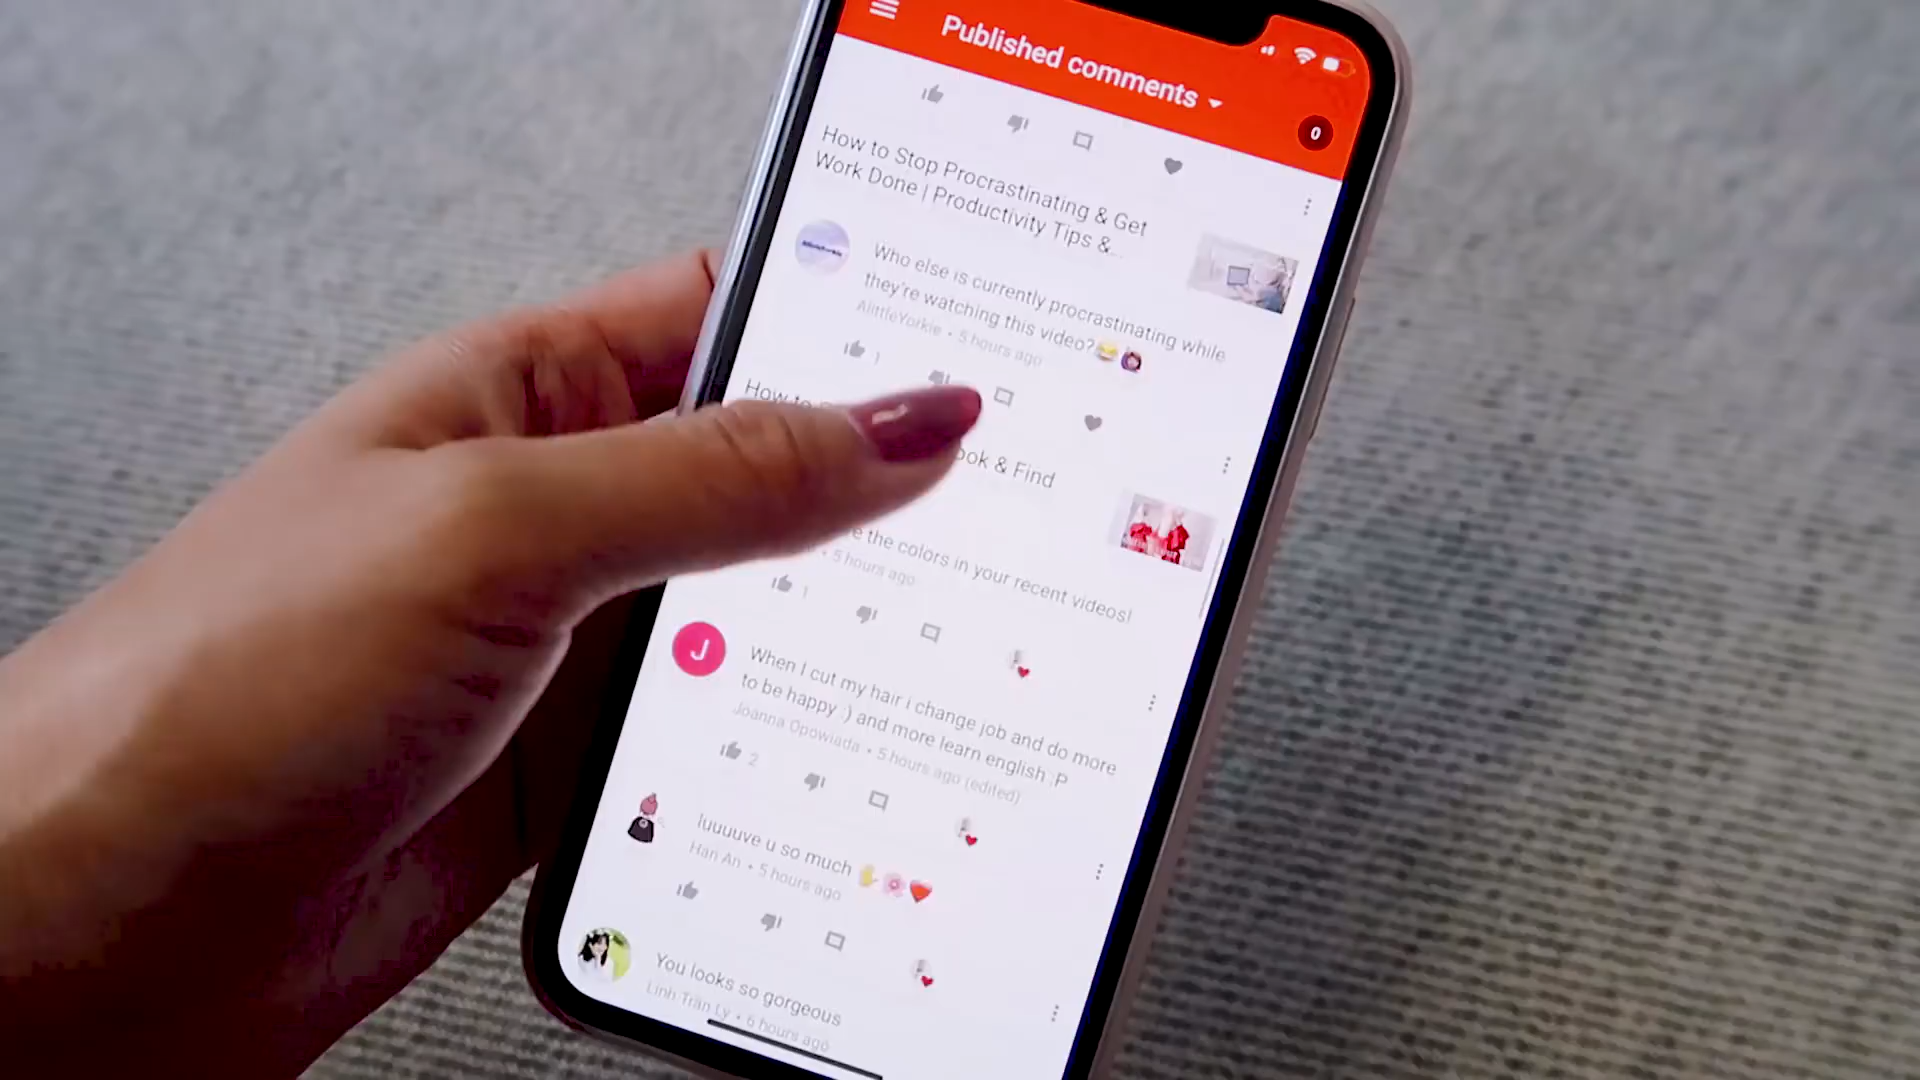 Published comments
0
How to Stop Procrastinating & Get
Work Done | Productivity Tips &...
Who else is currently procrastinating while
they're watching this video?😂🤦🏻‍♀️
AlittleYorkie • 5 hours ago
1
How to
ook & Find
e the colors in your recent videos!
• 5 hours ago
1
J
When I cut my hair i change job and do more
to be happy :) and more learn english ;P
Joanna Opowiada • 5 hours ago (edited)
2
luuuuve u so much ✋🌸❤️
Han An • 5 hours ago
You looks so gorgeous
Linh Trần Ly • 6 hours ago